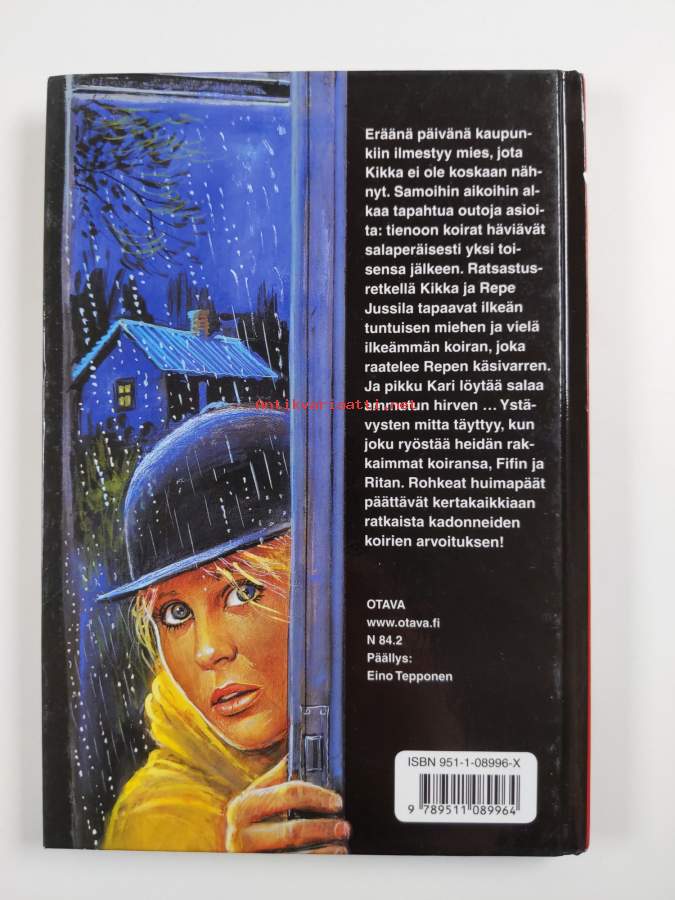 Eräänä päivänä kaupun-
kiin ilmestyy mies, jota
Kikka ei ole koskaan näh-
nyt. Samoihin aikoihin al-
kaa tapahtua outoja asioi-
ta: tienoon koirat häviävät
salaperäisesti yksi toi-
sensa jälkeen. Ratsastus-
retkellä Kikka ja Repe
Jussila tapaavat ilkeän
tuntuisen miehen ja vielä
ilkeämmän koiran, joka
raatelee Repen käsivarren.
Ja pikku Kari löytää salaa
ammutun hirven ... Ystä-
vysten mitta täyttyy, kun
joku ryöstää heidän rak-
kaimmat koiransa, Fifin ja
Ritan. Rohkeat huimapäät
päättävät kertakaikkiaan
ratkaista kadonneiden
koirien arvoituksen!
Antikvariaatti.net
OTAVA
www.otava.fi
N 84.2
Päällys:
Eino Tepponen
ISBN 951-1-08996-X
9 789511 089964